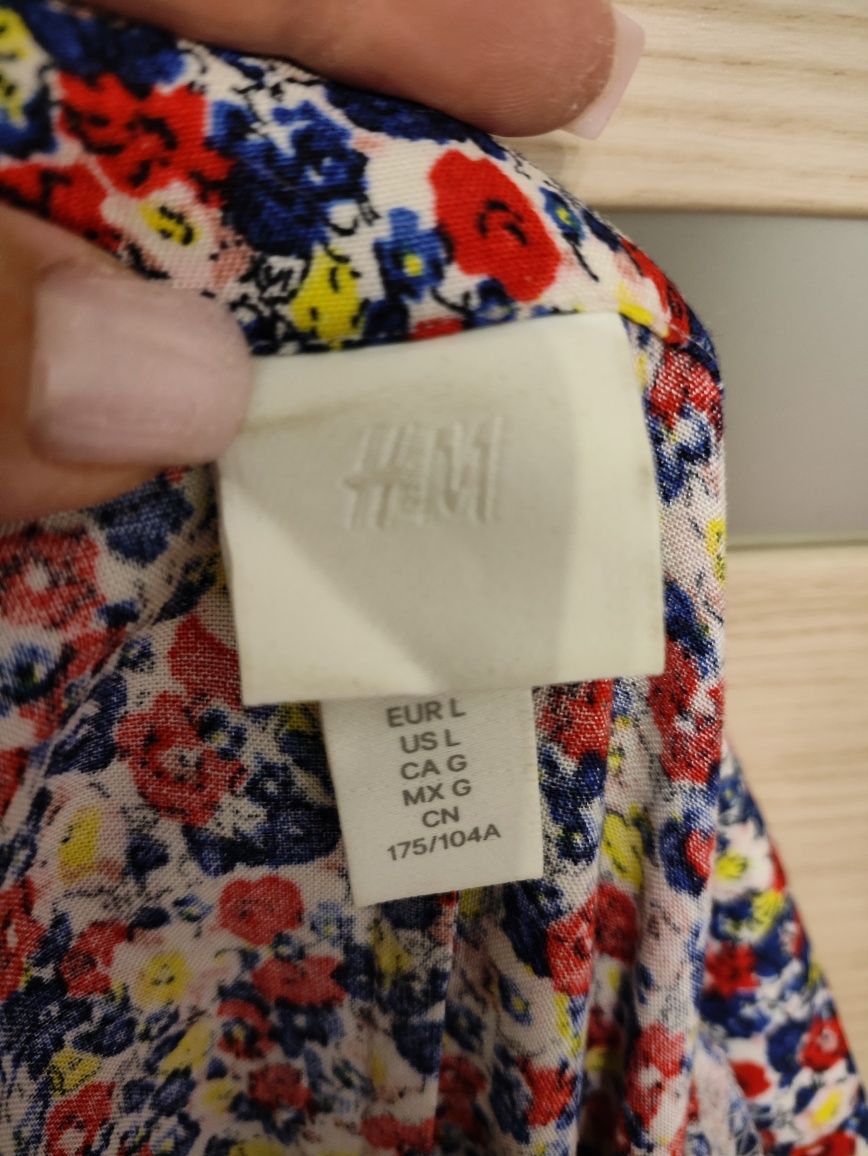 H&M
EUR L
US L
CA G
MX G
CN
175/104A